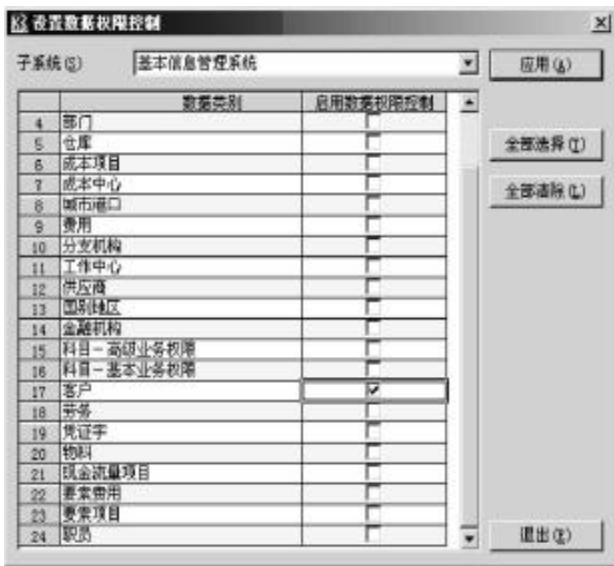 K3 设置数据权限控制
子系统(S) 基本信息管理系统 应用(A)
数据类别 启用数据权限控制
4 部门
5 仓库
全部选择(T)
6 成本项目
7 成本中心
全部清除(L)
8 城市港口
9 费用
10 分支机构
11 工作中心
12 供应商
13 国别地区
14 金融机构
15 科目-高级业务权限
16 科目-基本业务权限
17 客户
18 劳务
19 凭证字
20 物料
21 现金流量项目
22 要素费用
23 要素项目
24 职员
退出(E)